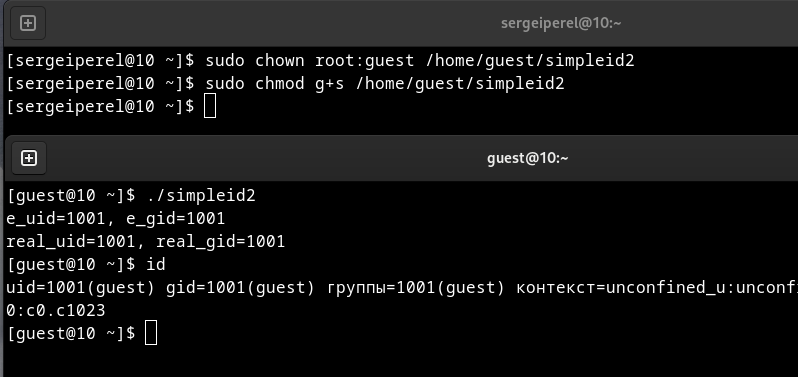 sergeiperel@10:~
[sergeiperel@10 ~]$ sudo chown root:guest /home/guest/simpleid2
[sergeiperel@10 ~]$ sudo chmod g+s /home/guest/simpleid2
[sergeiperel@10 ~]$
guest@10:~
[guest@10 ~]$ ./simpleid2
e_uid=1001, e_gid=1001
real_uid=1001, real_gid=1001
[guest@10 ~]$ id
uid=1001(guest) gid=1001(guest) группы=1001(guest) контекст=unconfined_u:unconfi
0:c0.c1023
[guest@10 ~]$